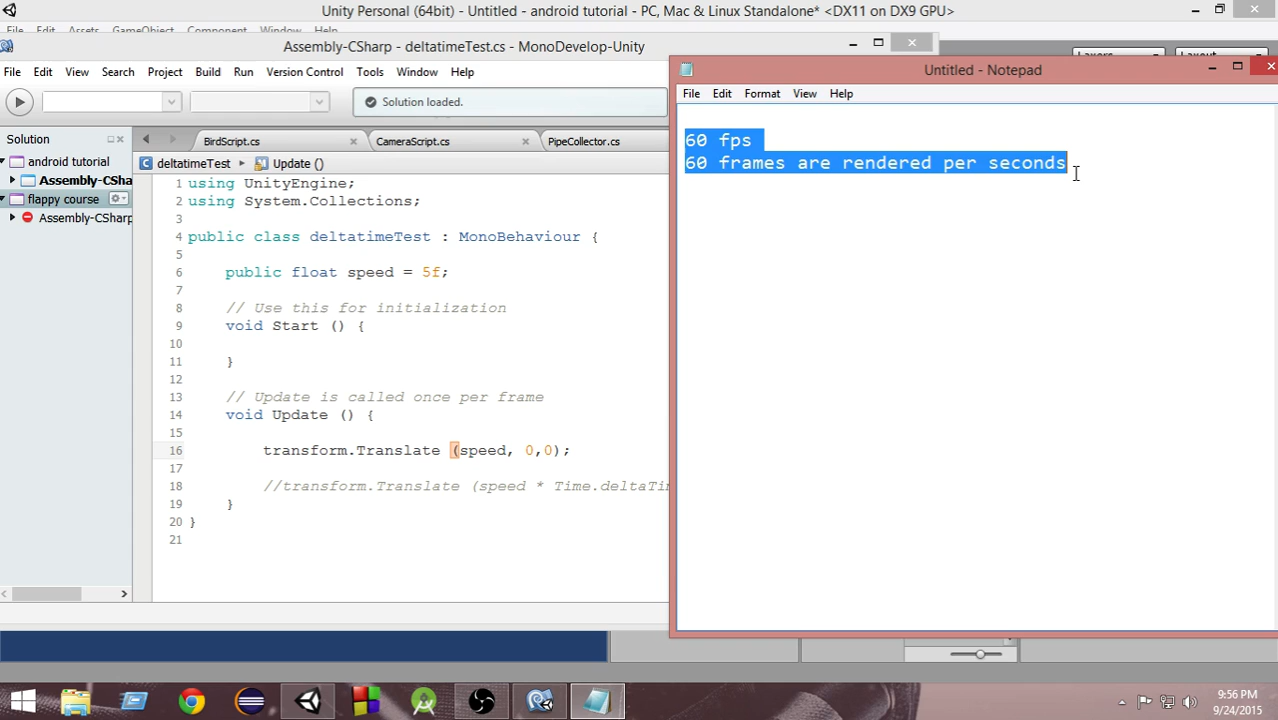 Unity Personal (64bit) - Untitled - android tutorial - PC, Mac & Linux Standalone* <DX11 on DX9 GPU>
File Edit Assets GameObject Component Window Help
Layers Layout
Assembly-CSharp - deltatimeTest.cs - MonoDevelop-Unity
File Edit View Search Project Build Run Version Control Tools Window Help
Solution loaded.
Solution
android tutorial
Assembly-CSha
flappy course
Assembly-CSharp
BirdScript.cs CameraScript.cs PipeCollector.cs
deltatimeTest Update ()
1 using UnityEngine;
2 using System.Collections;
3
4 public class deltatimeTest : MonoBehaviour {
5
6 public float speed = 5f;
7
8 // Use this for initialization
9 void Start () {
10
11 }
12
13 // Update is called once per frame
14 void Update () {
15
16 transform.Translate (speed, 0,0);
17
18 //transform.Translate (speed * Time.deltaTim
19 }
20 }
21
Untitled - Notepad
File Edit Format View Help
60 fps
60 frames are rendered per seconds
9:56 PM
9/24/2015